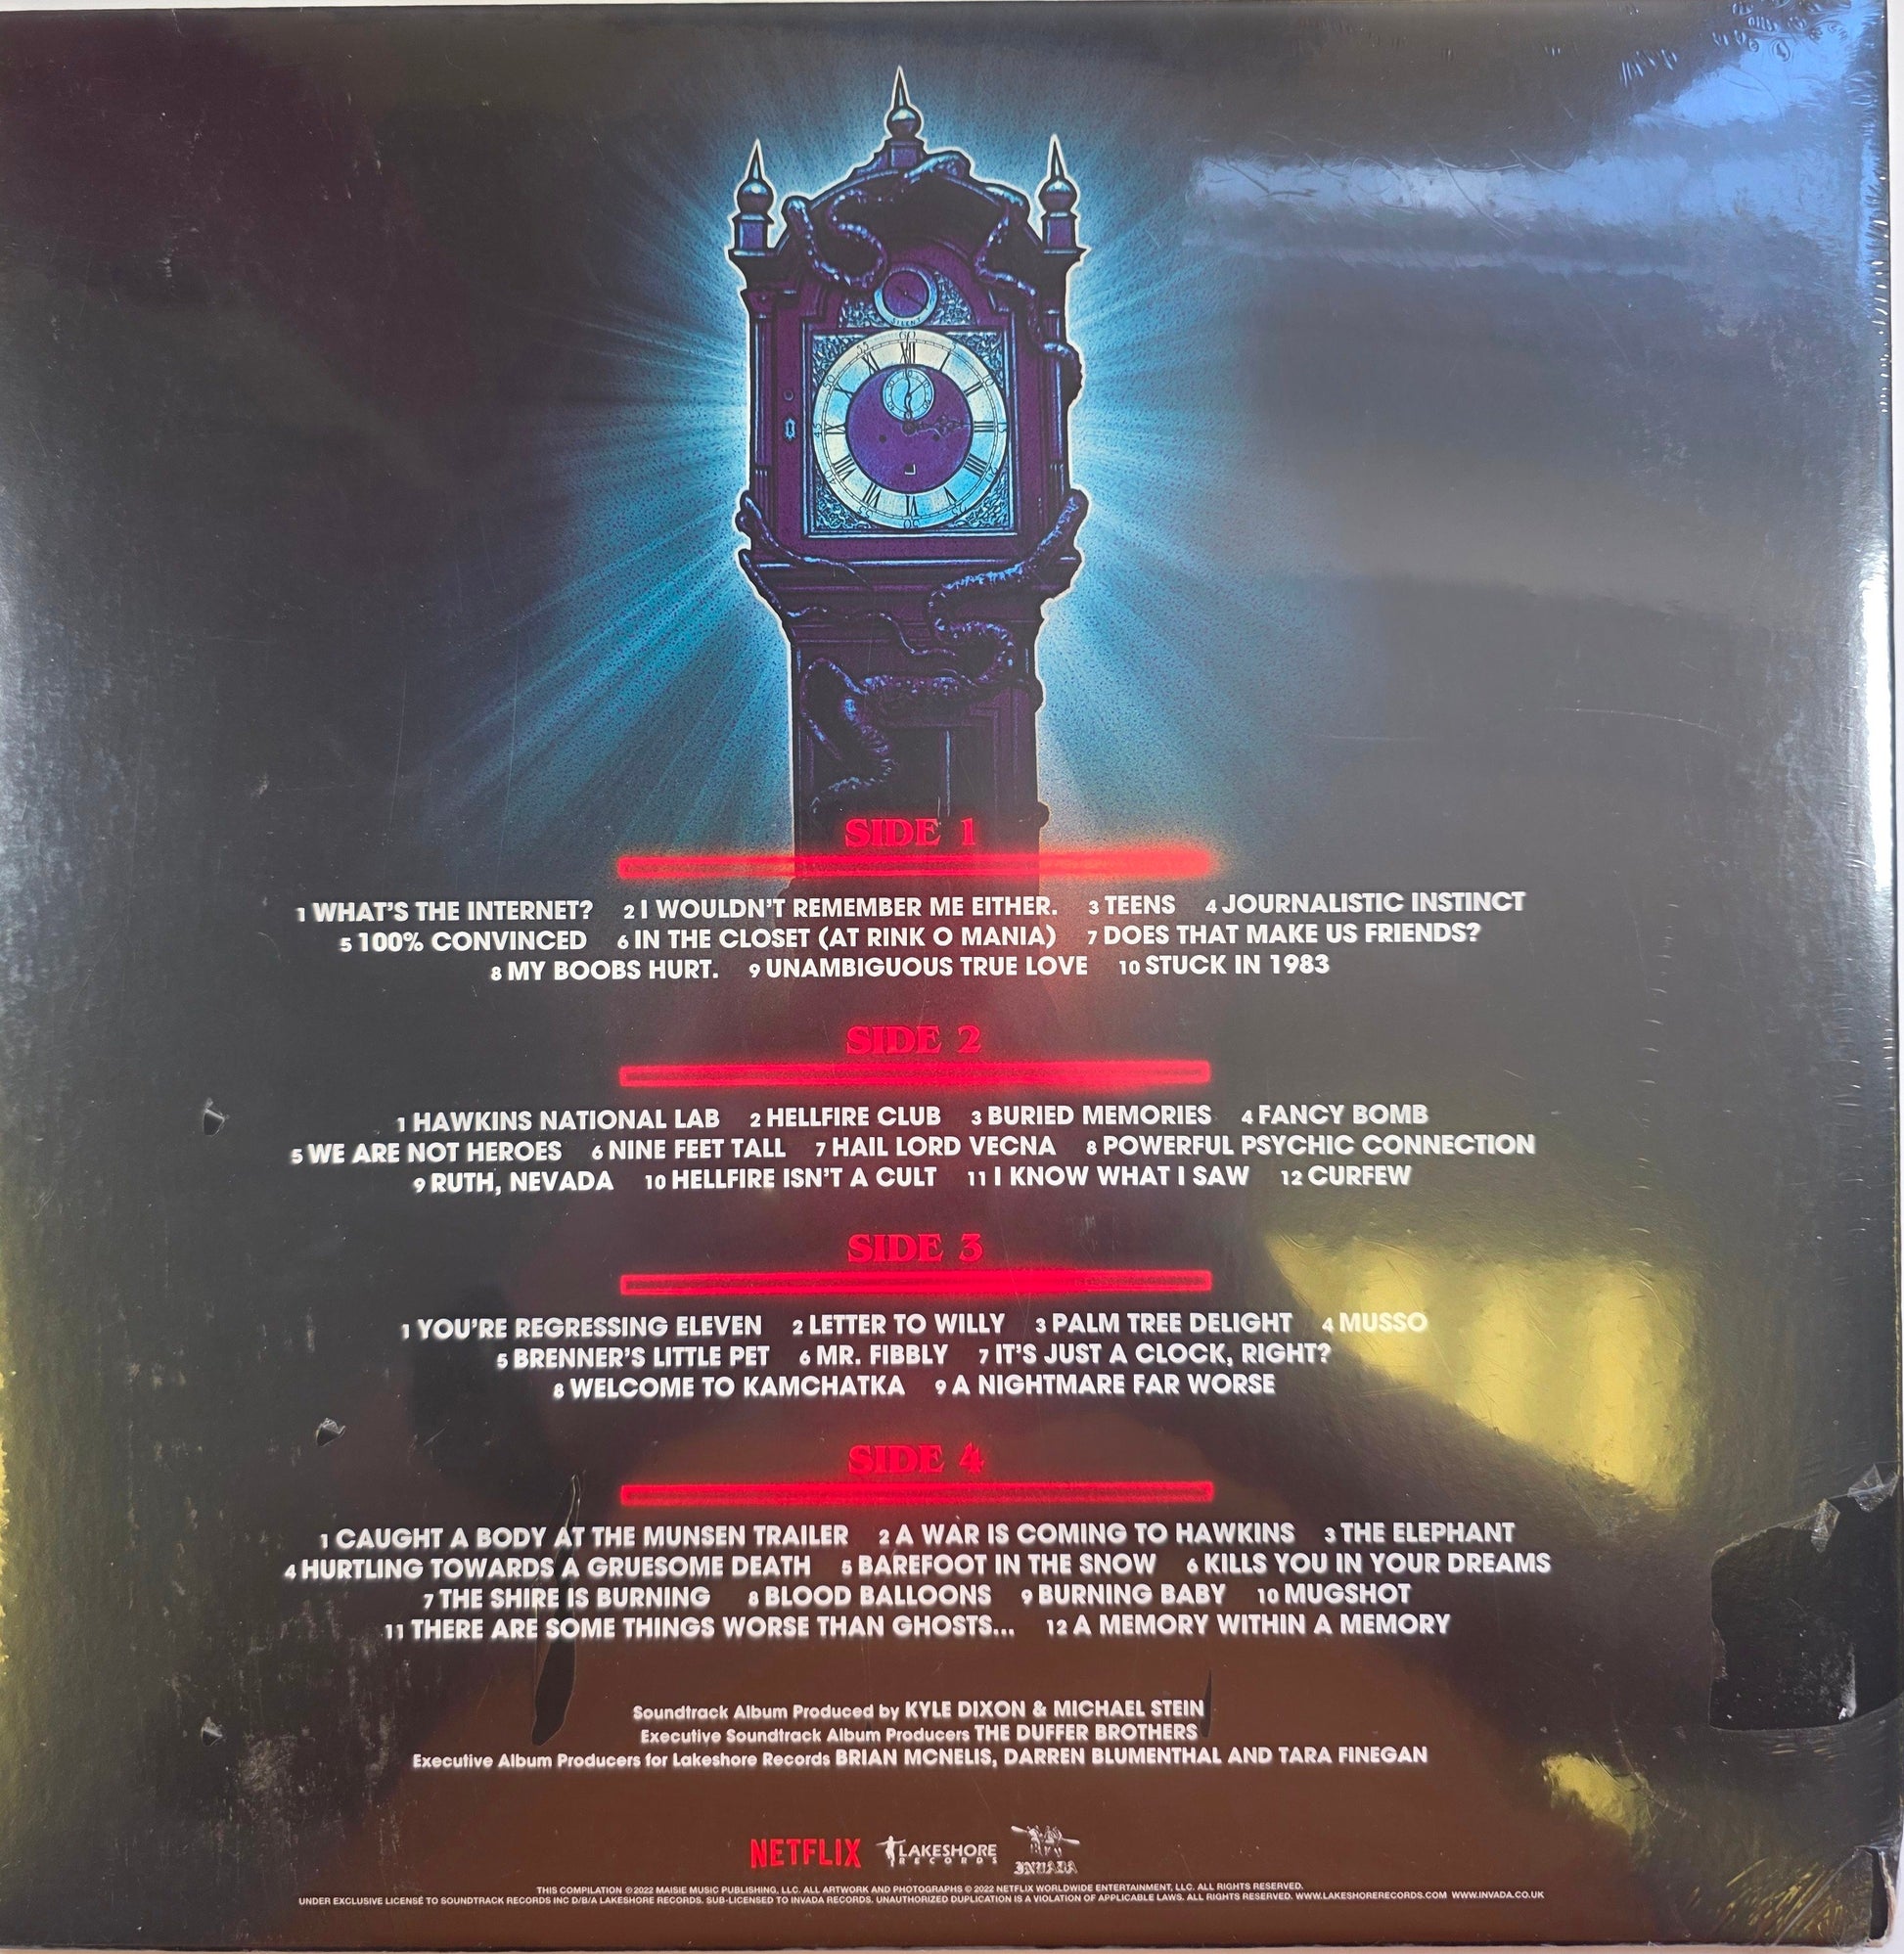 SILENT
SIDE 1
1 WHAT'S THE INTERNET? 2 I WOULDN'T REMEMBER ME EITHER. 3 TEENS 4 JOURNALISTIC INSTINCT
5 100% CONVINCED 6 IN THE CLOSET (AT RINK O MANIA) 7 DOES THAT MAKE US FRIENDS?
8 MY BOOBS HURT. 9 UNAMBIGUOUS TRUE LOVE 10 STUCK IN 1983
SIDE 2
1 HAWKINS NATIONAL LAB 2 HELLFIRE CLUB 3 BURIED MEMORIES 4 FANCY BOMB
5 WE ARE NOT HEROES 6 NINE FEET TALL 7 HAIL LORD VECNA 8 POWERFUL PSYCHIC CONNECTION
9 RUTH, NEVADA 10 HELLFIRE ISN'T A CULT 11 I KNOW WHAT I SAW 12 CURFEW
SIDE 3
1 YOU'RE REGRESSING ELEVEN 2 LETTER TO WILLY 3 PALM TREE DELIGHT 4 MUSSO
5 BRENNER'S LITTLE PET 6 MR. FIBBLY 7 IT'S JUST A CLOCK, RIGHT?
8 WELCOME TO KAMCHATKA 9 A NIGHTMARE FAR WORSE
SIDE 4
1 CAUGHT A BODY AT THE MUNSEN TRAILER 2 A WAR IS COMING TO HAWKINS 3 THE ELEPHANT
4 HURTLING TOWARDS A GRUESOME DEATH 5 BAREFOOT IN THE SNOW 6 KILLS YOU IN YOUR DREAMS
7 THE SHIRE IS BURNING 8 BLOOD BALLOONS 9 BURNING BABY 10 MUGSHOT
11 THERE ARE SOME THINGS WORSE THAN GHOSTS... 12 A MEMORY WITHIN A MEMORY
Soundtrack Album Produced by KYLE DIXON & MICHAEL STEIN
Executive Soundtrack Album Producers THE DUFFER BROTHERS
Executive Album Producers for Lakeshore Records BRIAN MCNELIS, DARREN BLUMENTHAL AND TARA FINEGAN
NETFLIX LAKESHORE RECORDS INVADA
THIS COMPILATION ©2022 MAISIE MUSIC PUBLISHING, LLC. ALL ARTWORK AND PHOTOGRAPHS © 2022 NETFLIX WORLDWIDE ENTERTAINMENT, LLC. ALL RIGHTS RESERVED.
UNDER EXCLUSIVE LICENSE TO SOUNDTRACK RECORDS INC D/B/A LAKESHORE RECORDS. SUB-LICENSED TO INVADA RECORDS. UNAUTHORIZED DUPLICATION IS A VIOLATION OF APPLICABLE LAWS. ALL RIGHTS RESERVED. WWW.LAKESHORERECORDS.COM WWW.INVADA.CO.UK